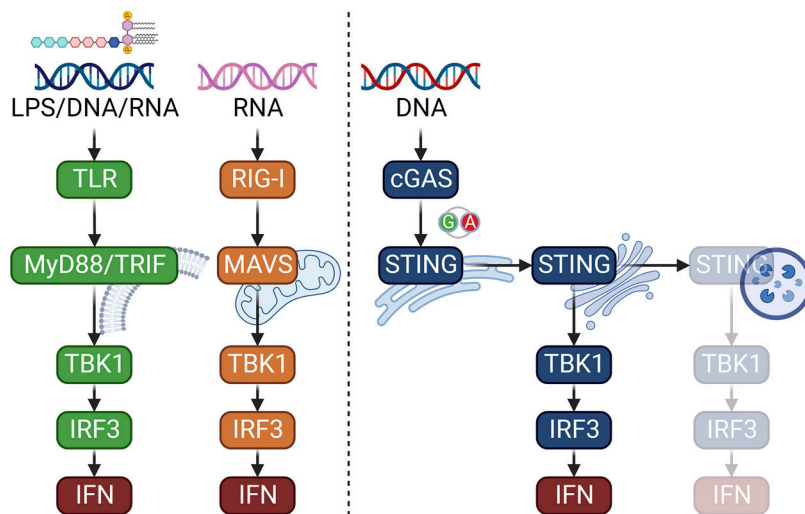 P
P
LPS/DNA/RNA
TLR
MyD88/TRIF
TBK1
IRF3
IFN
RNA
RIG-I
MAVS
TBK1
IRF3
IFN
DNA
cGAS
G A
STING
STING
TBK1
IRF3
IFN
STING
TBK1
IRF3
IFN